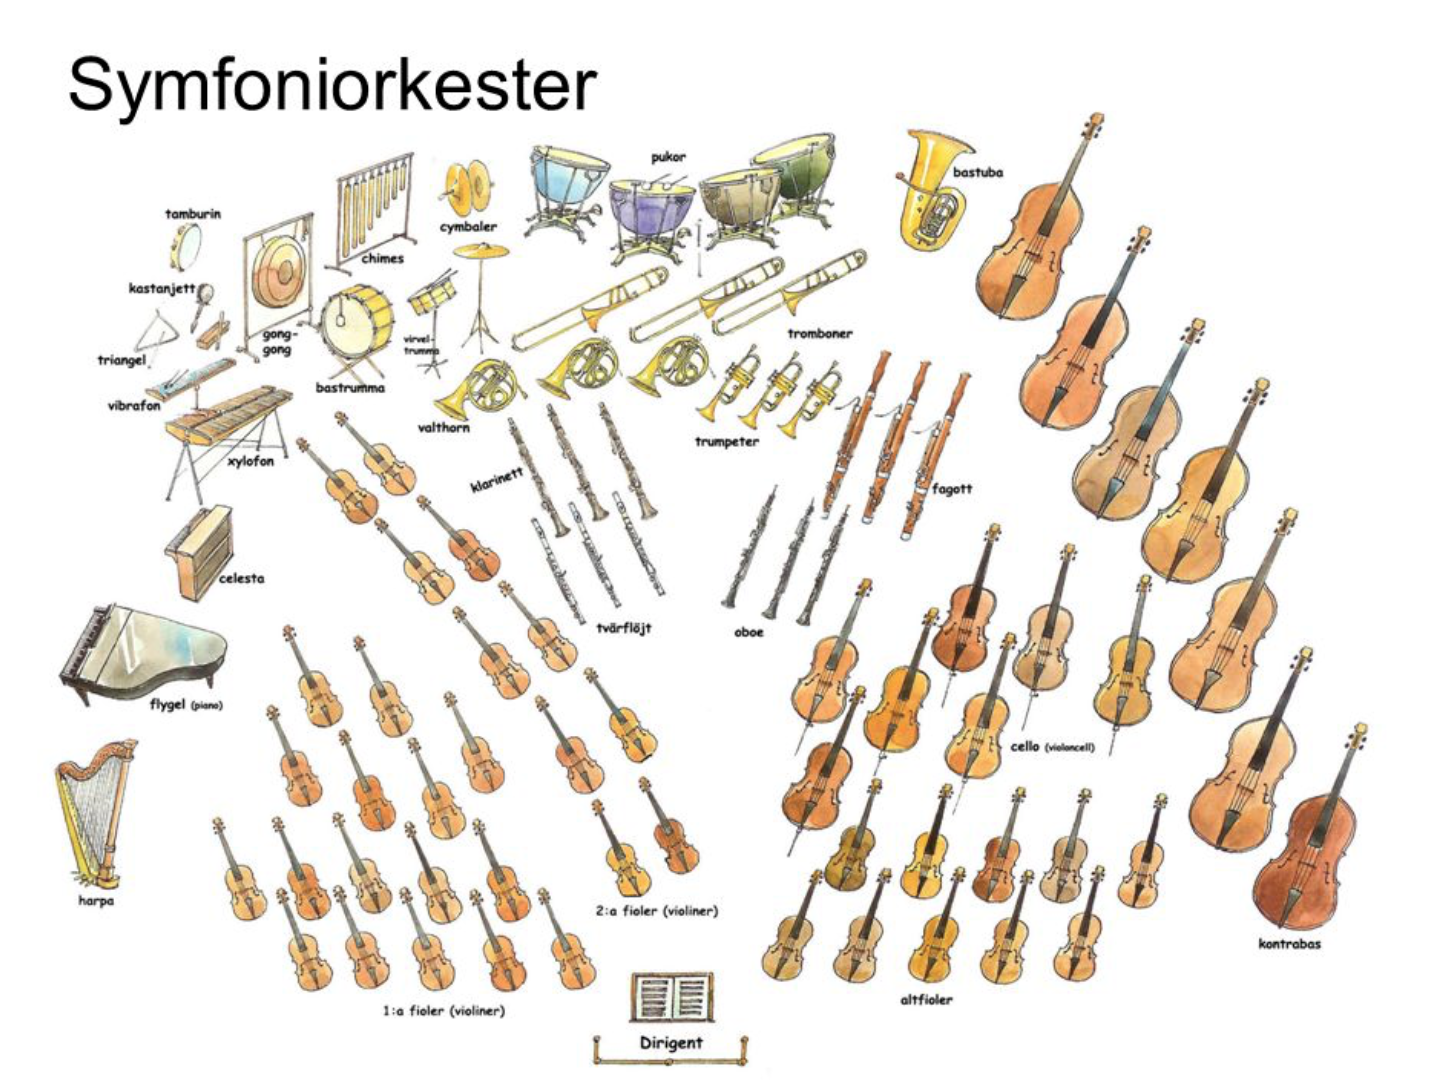 Symfoniorkester
pukor
bastuba
tamburin
cymbaler
chimes
kastanjett
gong-
gong
virvel-
trumma
tromboner
triangel
bastrumma
vibrafon
valthorn
trumpeter
xylofon
klarinett
fagott
celesta
tvärflöjt
oboe
flygel (piano)
cello (violoncell)
harpa
2:a fioler (violiner)
kontrabas
altfioler
1:a fioler (violiner)
Dirigent